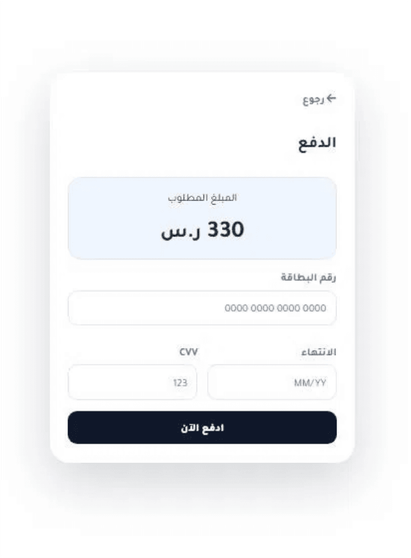 ← رجوع
الدفع
المبلغ المطلوب
330 ر.س
رقم البطاقة
0000 0000 0000 0000
الانتهاء CVV
MM/YY 123
ادفع الآن